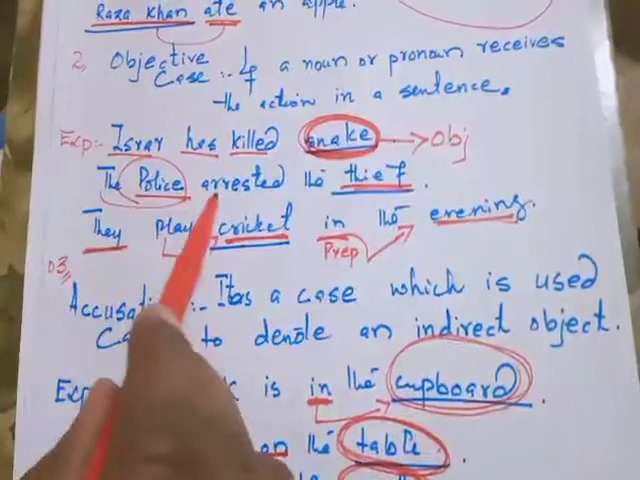 Raza Khan ate an apple.
2, Objective
Case :- If a noun or pronoun receives
the action in a sentence.
Exp:- Israr has killed snake → Obj
The Police arrested the thief.
They play cricket in the evening.
Prep
03,
:- It is a case which is used
to denote an indirect object.
is in the cupboard.
on the table.